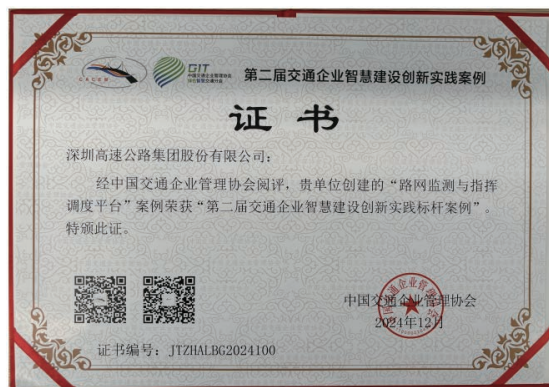 GIT
第二届交通企业智慧建设创新实践案例
证书
深圳高速公路集团股份有限公司:
经中国交通企业管理协会阅评,贵单位创建的“路网监测与指挥
调度平台”案例荣获“第二届交通企业智慧建设创新实践标杆案例”。
特颁此证。
中国交通企业管理协会
2024年12月
证书编号:JTZHALBG2024100